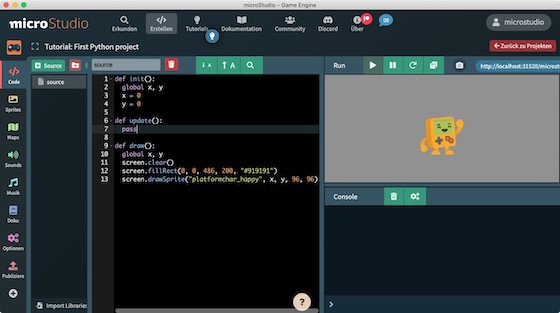 microStudio - Game Engine
microStudio
Erkunden
Erstellen
Tutorials
Dokumentation
Community
Discord
Über
DE
microstudio
Tutorial: First Python project
Zurück zu Projekten
Code
Sprites
Maps
Sounds
Musik
Doku
Optionen
Publiziere
Source
source
Import Libraries
source
1 def init():
2 global x, y
3 x = 0
4 y = 0
5
6 def update():
7 pass
8
9 def draw():
10 global x, y
11 screen.clear()
12 screen.fillRect(0, 0, 486, 200, "#919191")
13 screen.drawSprite("platformchar_happy", x, y, 96, 96)
?
Run
http://localhost:31520/microst
Console
>